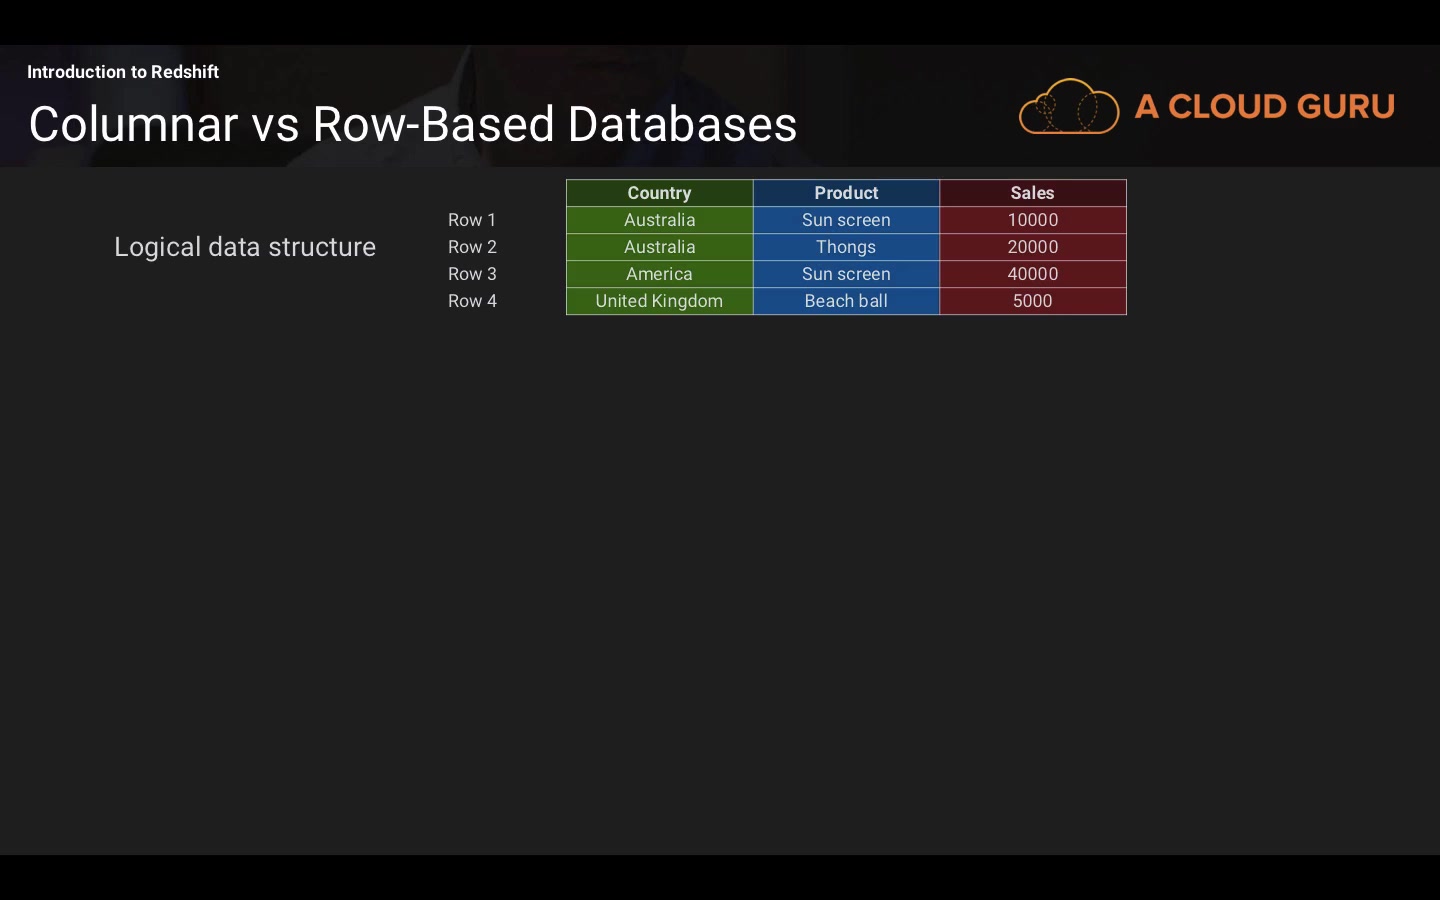 Introduction to Redshift
Columnar vs Row-Based Databases
A CLOUD GURU
Country Product Sales
Row 1 Australia Sun screen 10000
Logical data structure
Row 2 Australia Thongs 20000
Row 3 America Sun screen 40000
Row 4 United Kingdom Beach ball 5000